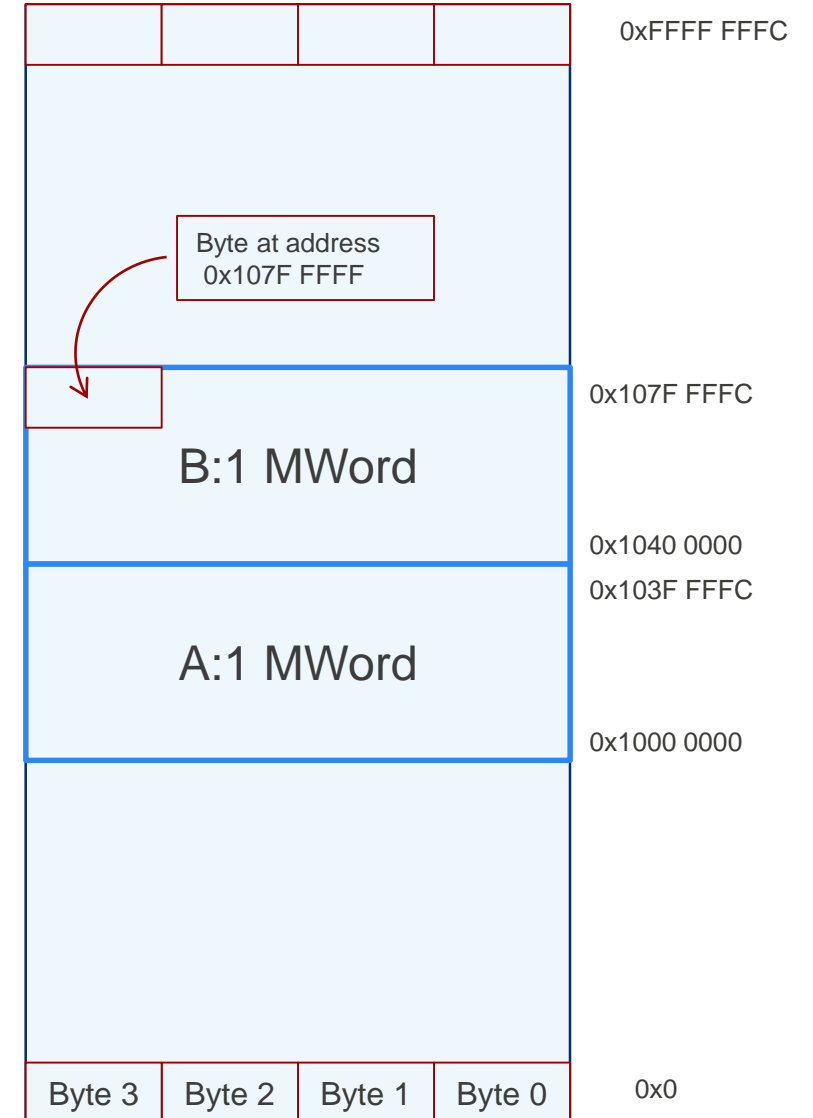 0xFFFF FFFC
Byte at address
0x107F FFFF
0x107F FFFC
B:1 MWord
0x1040 0000
0x103F FFFC
A:1 MWord
0x1000 0000
Byte 3 Byte 2 Byte 1 Byte 0 0x0